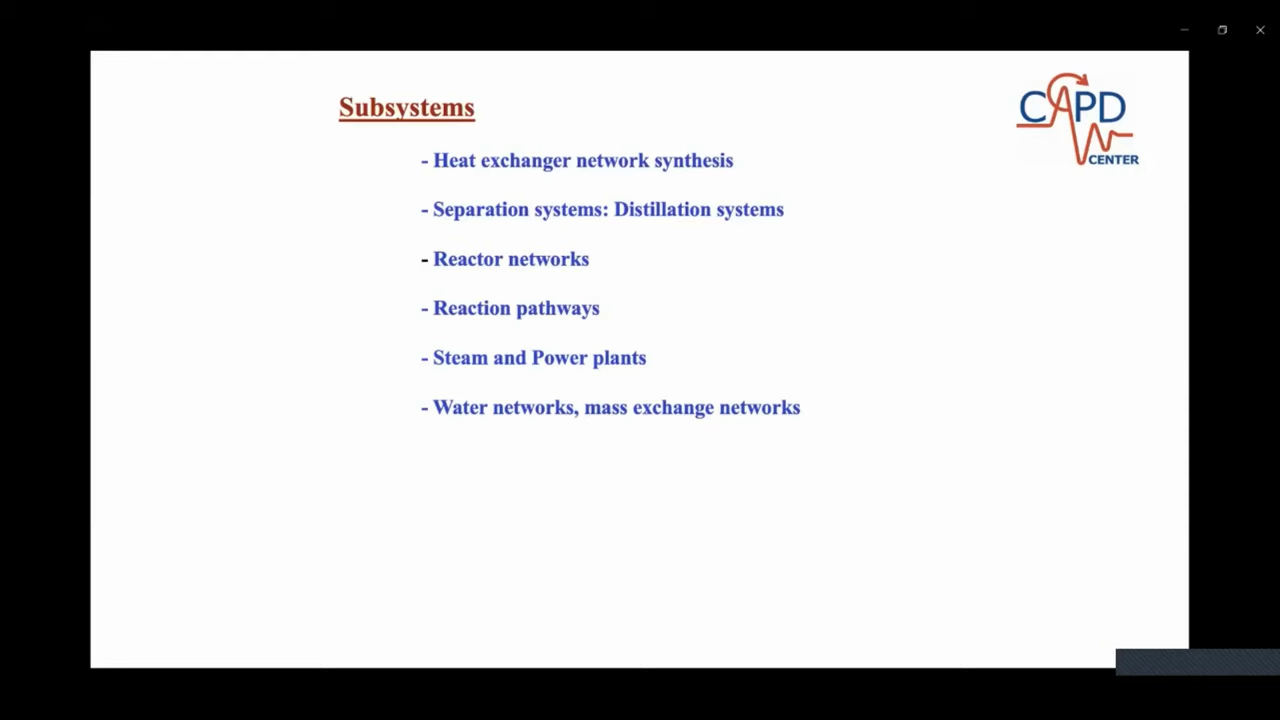 Subsystems
- Heat exchanger network synthesis
- Separation systems: Distillation systems
- Reactor networks
- Reaction pathways
- Steam and Power plants
- Water networks, mass exchange networks
CAPD
CENTER